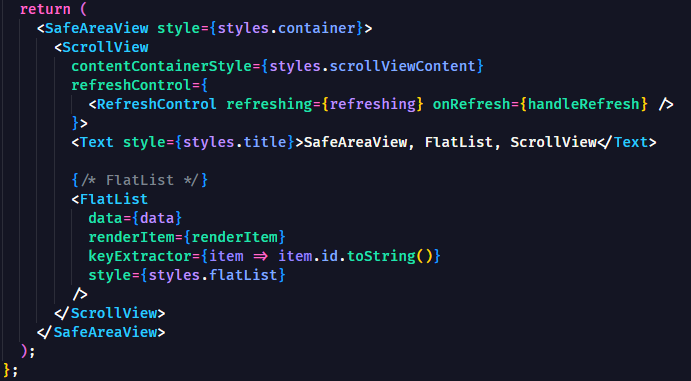 return (
<SafeAreaView style={styles.container}>
<ScrollView
contentContainerStyle={styles.scrollViewContent}
refreshControl={
<RefreshControl refreshing={refreshing} onRefresh={handleRefresh} />
}>
<Text style={styles.title}>SafeAreaView, FlatList, ScrollView</Text>
{/* FlatList */}
<FlatList
data={data}
renderItem={renderItem}
keyExtractor={item => item.id.toString()}
style={styles.flatList}
/>
</ScrollView>
</SafeAreaView>
);
};